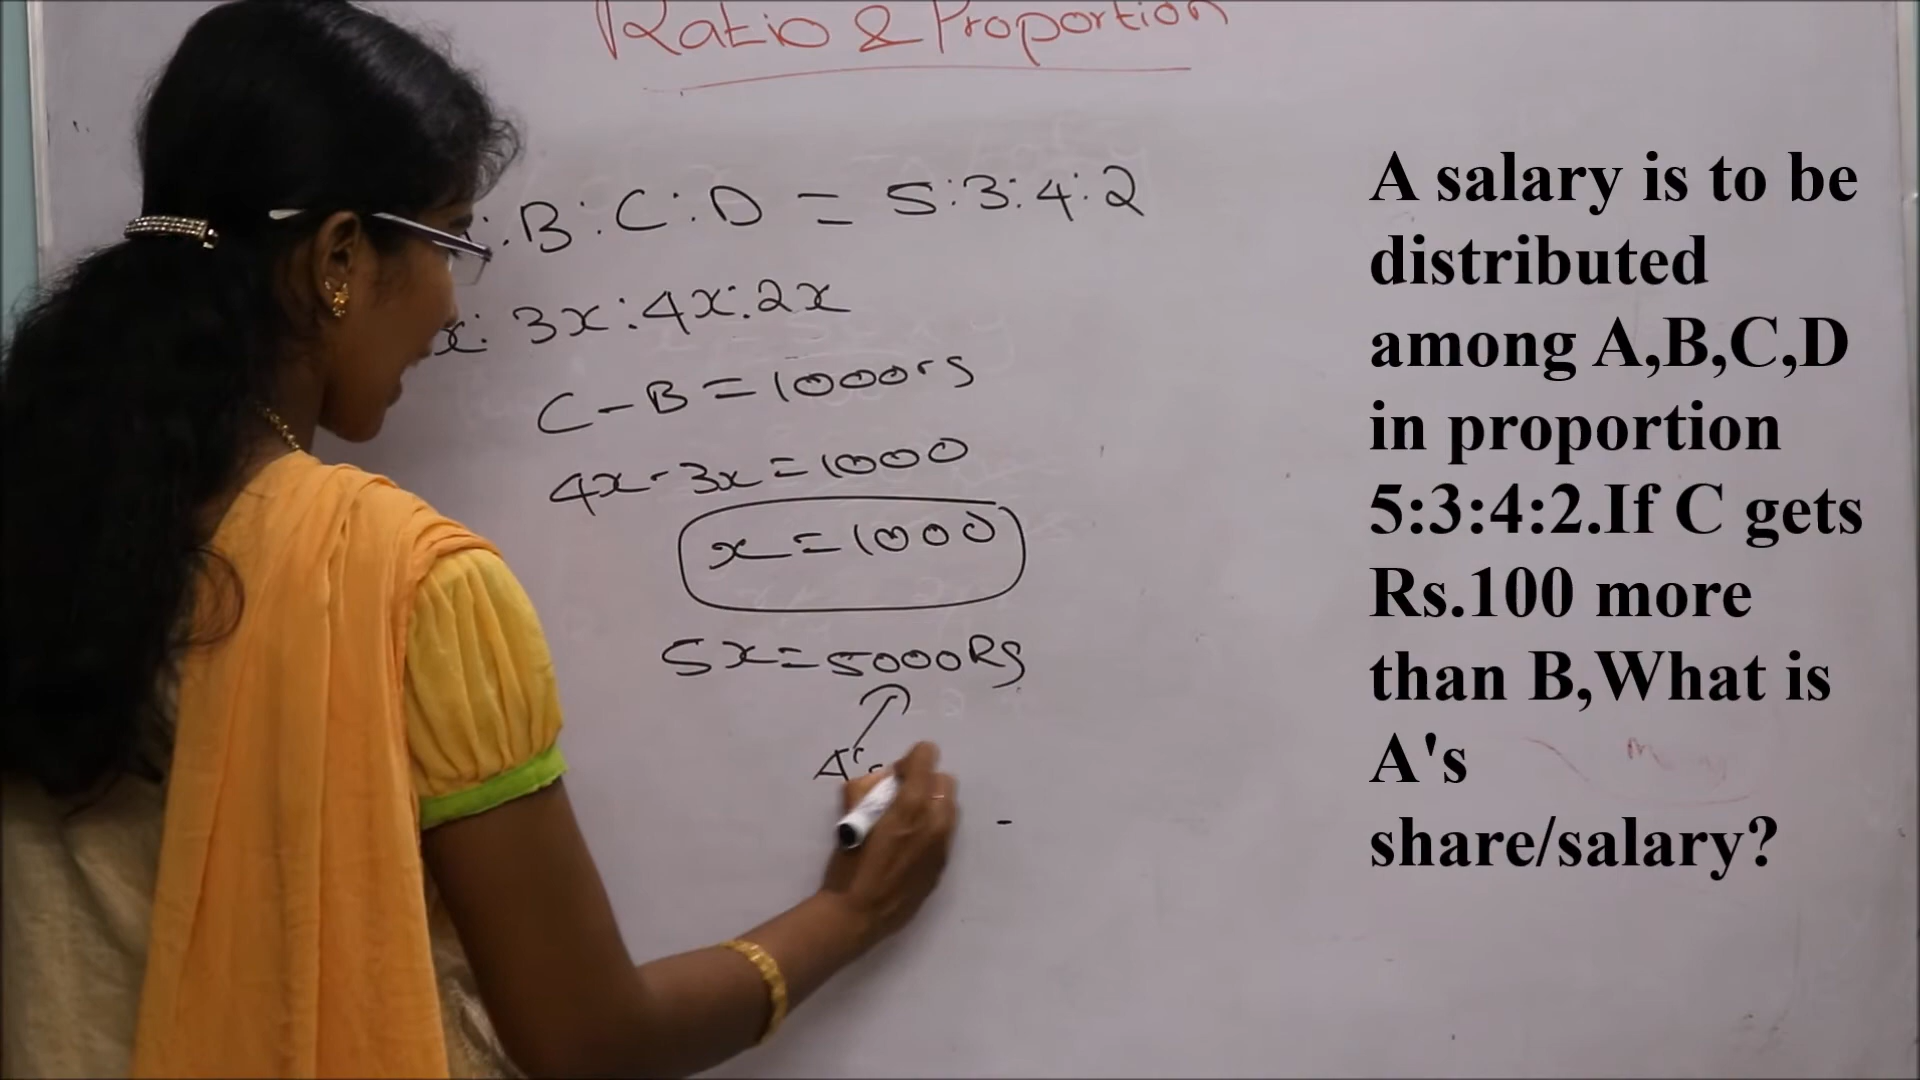 Ratio & Proportion
:B:C:D = 5:3:4:2
x: 3x:4x:2x
C-B=1000rs
4x-3x=1000
x=1000
5x=5000Rs
A salary is to be
distributed
among A,B,C,D
in proportion
5:3:4:2.If C gets
Rs.100 more
than B,What is
A's
share/salary?